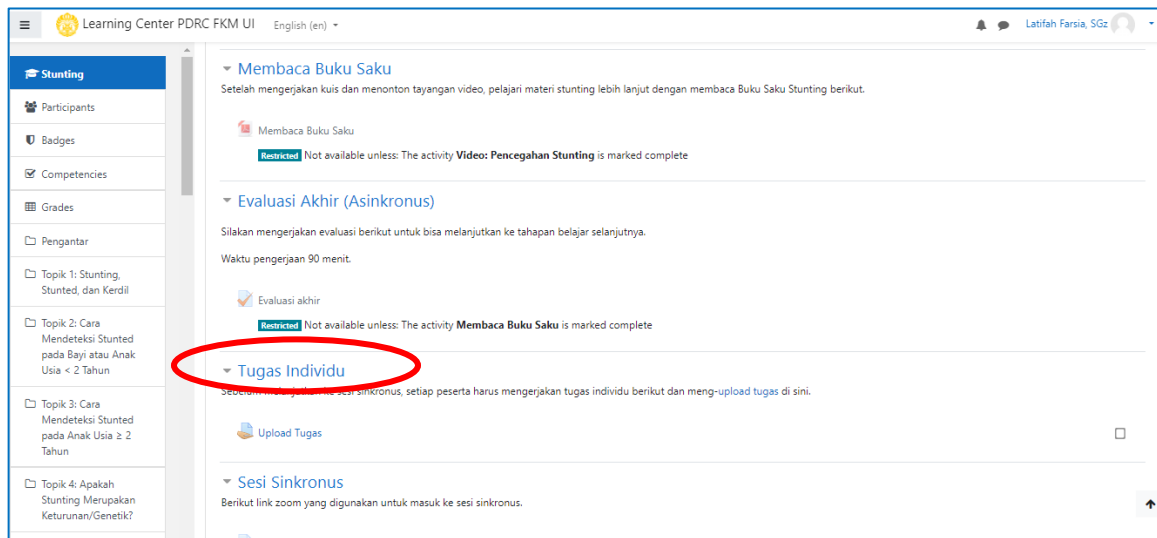 Learning Center PDRC FKM UI English (en)
Latifah Farsia, SGz
Stunting
Participants
Badges
Competencies
Grades
Pengantar
Topik 1: Stunting,
Stunted, dan Kerdil
Topik 2: Cara
Mendeteksi Stunted
pada Bayi atau Anak
Usia < 2 Tahun
Topik 3: Cara
Mendeteksi Stunted
pada Anak Usia ≥ 2
Tahun
Topik 4: Apakah
Stunting Merupakan
Keturunan/Genetik?
Membaca Buku Saku
Setelah mengerjakan kuis dan menonton tayangan video, pelajari materi stunting lebih lanjut dengan membaca Buku Saku Stunting berikut.
Membaca Buku Saku
Restricted Not available unless: The activity Video: Pencegahan Stunting is marked complete
Evaluasi Akhir (Asinkronus)
Silakan mengerjakan evaluasi berikut untuk bisa melanjutkan ke tahapan belajar selanjutnya.
Waktu pengerjaan 90 menit.
Evaluasi akhir
Restricted Not available unless: The activity Membaca Buku Saku is marked complete
Tugas Individu
Sebelum melanjutkan ke sesi sinkronus, setiap peserta harus mengerjakan tugas individu berikut dan meng-upload tugas di sini.
Upload Tugas
Sesi Sinkronus
Berikut link zoom yang digunakan untuk masuk ke sesi sinkronus.